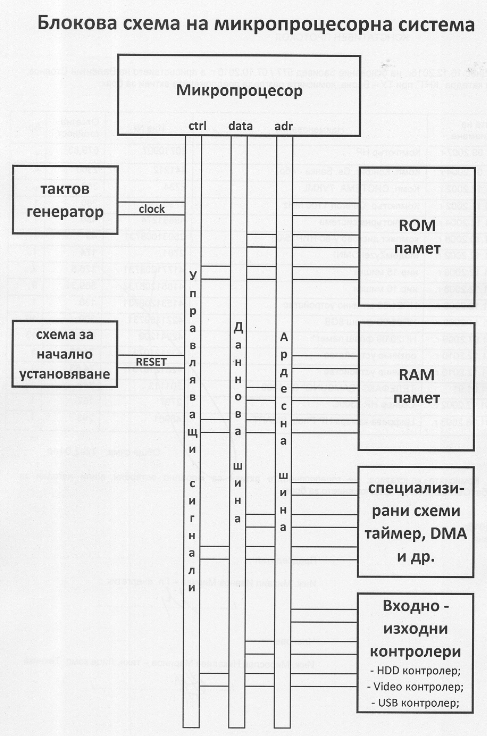 Блокова схема на микропроцесорна система
Микропроцесор
ctrl data adr
тактов
генератор
clock
ROM
памет
схема за
начално
установяване
RESET
RAM
памет
Управляващи сигнали
Даннова шина
Ардесна шина
специализи-
рани схеми
таймер, DMA
и др.
Входно -
изходни
контролери
- HDD контролер;
- Video контролер;
- USB контролер;